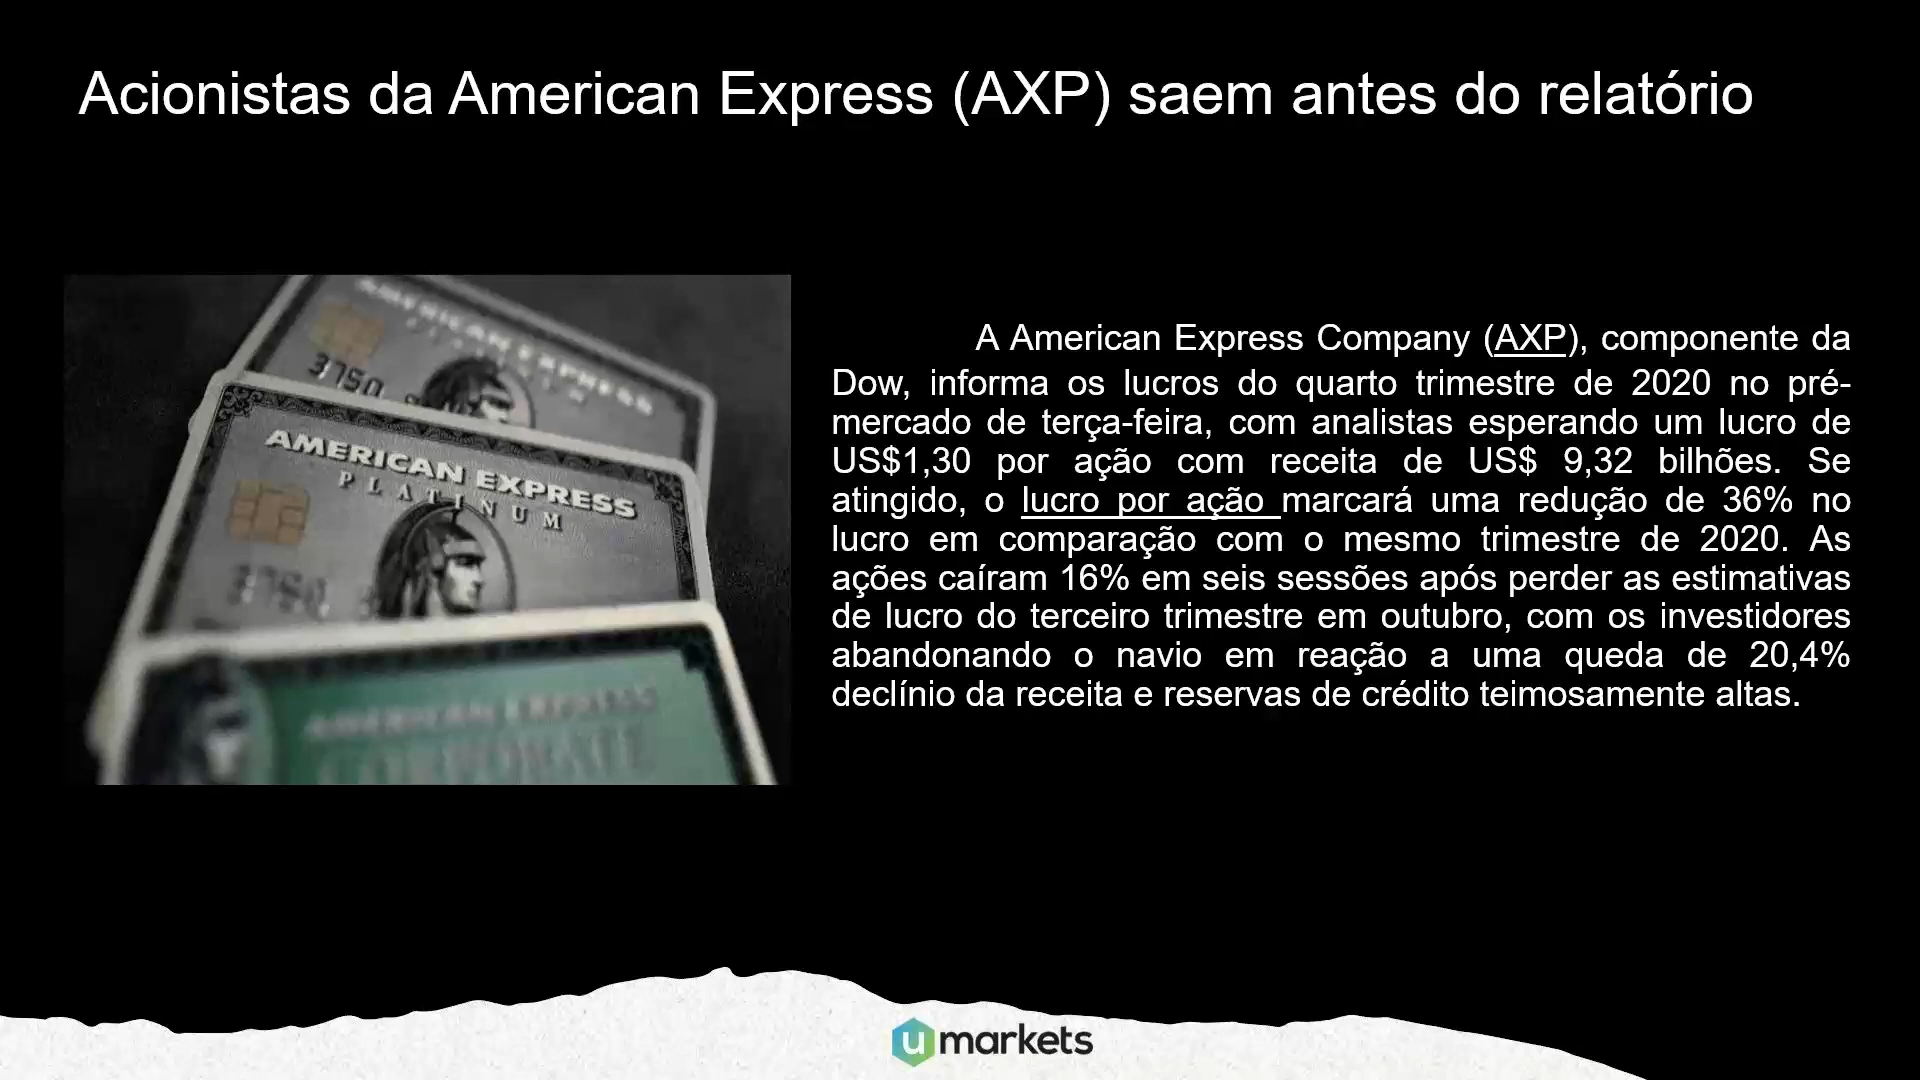 Acionistas da American Express (AXP) saem antes do relatório
AMERICAN EXPRESS
3750
AMERICAN EXPRESS
PLATINUM
3750
AMERICAN EXPRESS
CORPORATE
A American Express Company (AXP), componente da
Dow, informa os lucros do quarto trimestre de 2020 no pré-
mercado de terça-feira, com analistas esperando um lucro de
US$1,30 por ação com receita de US$ 9,32 bilhões. Se
atingido, o lucro por ação marcará uma redução de 36% no
lucro em comparação com o mesmo trimestre de 2020. As
ações caíram 16% em seis sessões após perder as estimativas
de lucro do terceiro trimestre em outubro, com os investidores
abandonando o navio em reação a uma queda de 20,4%
declínio da receita e reservas de crédito teimosamente altas.
umarkets